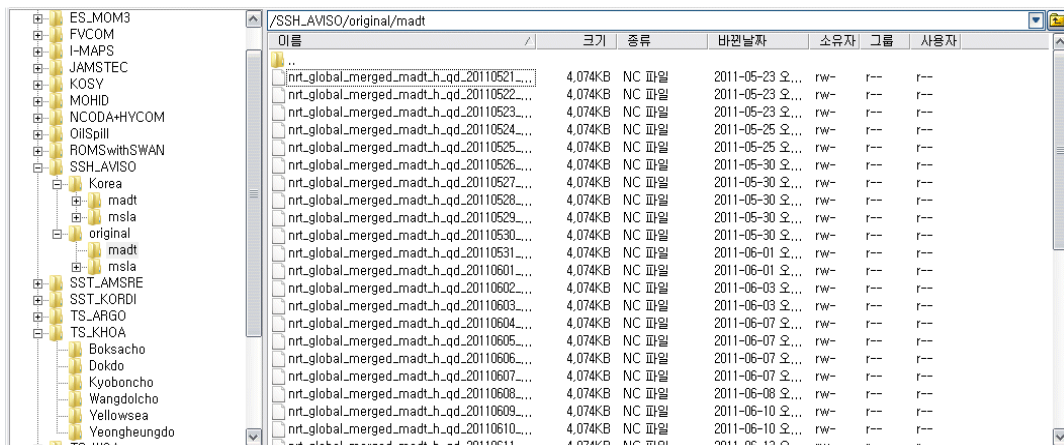 ES_MOM3
FVCOM
I-MAPS
JAMSTEC
KOSY
MOHID
NCODA+HYCOM
OilSpill
ROMSwithSWAN
SSH_AVISO
Korea
madt
msla
original
madt
msla
SST_AMSRE
SST_KORDI
TS_ARGO
TS_KHOA
Boksacho
Dokdo
Kyoboncho
Wangdolcho
Yellowsea
Yeongheungdo
/SSH_AVISO/original/madt
이름 / 크기 종류 바뀐날짜 소유자 그룹 사용자
..
nrt_global_merged_madt_h_qd_20110521_... 4,074KB NC 파일 2011-05-23 오... rw- r-- r--
nrt_global_merged_madt_h_qd_20110522_... 4,074KB NC 파일 2011-05-23 오... rw- r-- r--
nrt_global_merged_madt_h_qd_20110523_... 4,074KB NC 파일 2011-05-23 오... rw- r-- r--
nrt_global_merged_madt_h_qd_20110524_... 4,074KB NC 파일 2011-05-25 오... rw- r-- r--
nrt_global_merged_madt_h_qd_20110525_... 4,074KB NC 파일 2011-05-25 오... rw- r-- r--
nrt_global_merged_madt_h_qd_20110526_... 4,074KB NC 파일 2011-05-30 오... rw- r-- r--
nrt_global_merged_madt_h_qd_20110527_... 4,074KB NC 파일 2011-05-30 오... rw- r-- r--
nrt_global_merged_madt_h_qd_20110528_... 4,074KB NC 파일 2011-05-30 오... rw- r-- r--
nrt_global_merged_madt_h_qd_20110529_... 4,074KB NC 파일 2011-05-30 오... rw- r-- r--
nrt_global_merged_madt_h_qd_20110530_... 4,074KB NC 파일 2011-05-30 오... rw- r-- r--
nrt_global_merged_madt_h_qd_20110531_... 4,074KB NC 파일 2011-06-01 오... rw- r-- r--
nrt_global_merged_madt_h_qd_20110601_... 4,074KB NC 파일 2011-06-01 오... rw- r-- r--
nrt_global_merged_madt_h_qd_20110602_... 4,074KB NC 파일 2011-06-03 오... rw- r-- r--
nrt_global_merged_madt_h_qd_20110603_... 4,074KB NC 파일 2011-06-03 오... rw- r-- r--
nrt_global_merged_madt_h_qd_20110604_... 4,074KB NC 파일 2011-06-07 오... rw- r-- r--
nrt_global_merged_madt_h_qd_20110605_... 4,074KB NC 파일 2011-06-07 오... rw- r-- r--
nrt_global_merged_madt_h_qd_20110606_... 4,074KB NC 파일 2011-06-07 오... rw- r-- r--
nrt_global_merged_madt_h_qd_20110607_... 4,074KB NC 파일 2011-06-07 오... rw- r-- r--
nrt_global_merged_madt_h_qd_20110608_... 4,074KB NC 파일 2011-06-08 오... rw- r-- r--
nrt_global_merged_madt_h_qd_20110609_... 4,074KB NC 파일 2011-06-10 오... rw- r-- r--
nrt_global_merged_madt_h_qd_20110610_... 4,074KB NC 파일 2011-06-10 오... rw- r-- r--